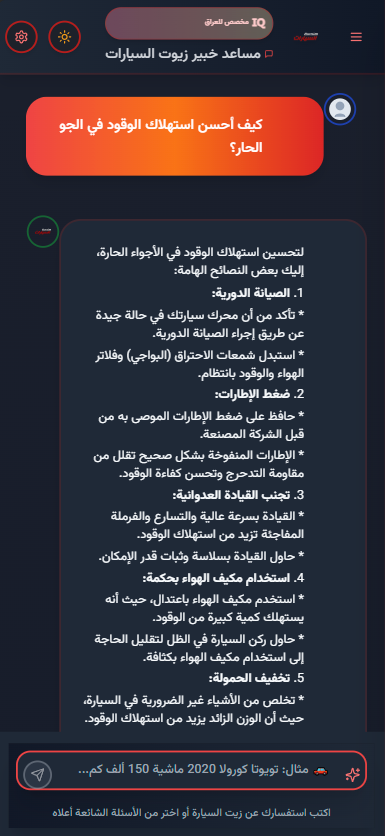 IQ مخصص للعراق
مساعد خبير زيوت السيارات
كيف أحسن استهلاك الوقود في الجو
الحار؟
لتحسين استهلاك الوقود في الأجواء الحارة،
إليك بعض النصائح الهامة:
1. الصيانة الدورية:
* تأكد من أن محرك سيارتك في حالة جيدة
عن طريق إجراء الصيانة الدورية.
* استبدل شمعات الاحتراق (البواجي) وفلاتر
الهواء والوقود بانتظام.
2. ضغط الإطارات:
* حافظ على ضغط الإطارات الموصى به من
قبل الشركة المصنعة.
* الإطارات المنفوخة بشكل صحيح تقلل من
مقاومة التدحرج وتحسن كفاءة الوقود.
3. تجنب القيادة العدوانية:
* القيادة بسرعة عالية والتسارع والفرملة
المفاجئة تزيد من استهلاك الوقود.
* حاول القيادة بسلاسة وثبات قدر الإمكان.
4. استخدام مكيف الهواء بحكمة:
* استخدم مكيف الهواء باعتدال، حيث أنه
يستهلك كمية كبيرة من الوقود.
* حاول ركن السيارة في الظل لتقليل الحاجة
إلى استخدام مكيف الهواء بكثافة.
5. تخفيف الحمولة:
* تخلص من الأشياء غير الضرورية في السيارة،
حيث أن الوزن الزائد يزيد من استهلاك الوقود.
مثال: تويوتا كورولا 2020 ماشية 150 ألف كم...
اكتب استفسارك عن زيت السيارة أو اختر من الأسئلة الشائعة أعلاه